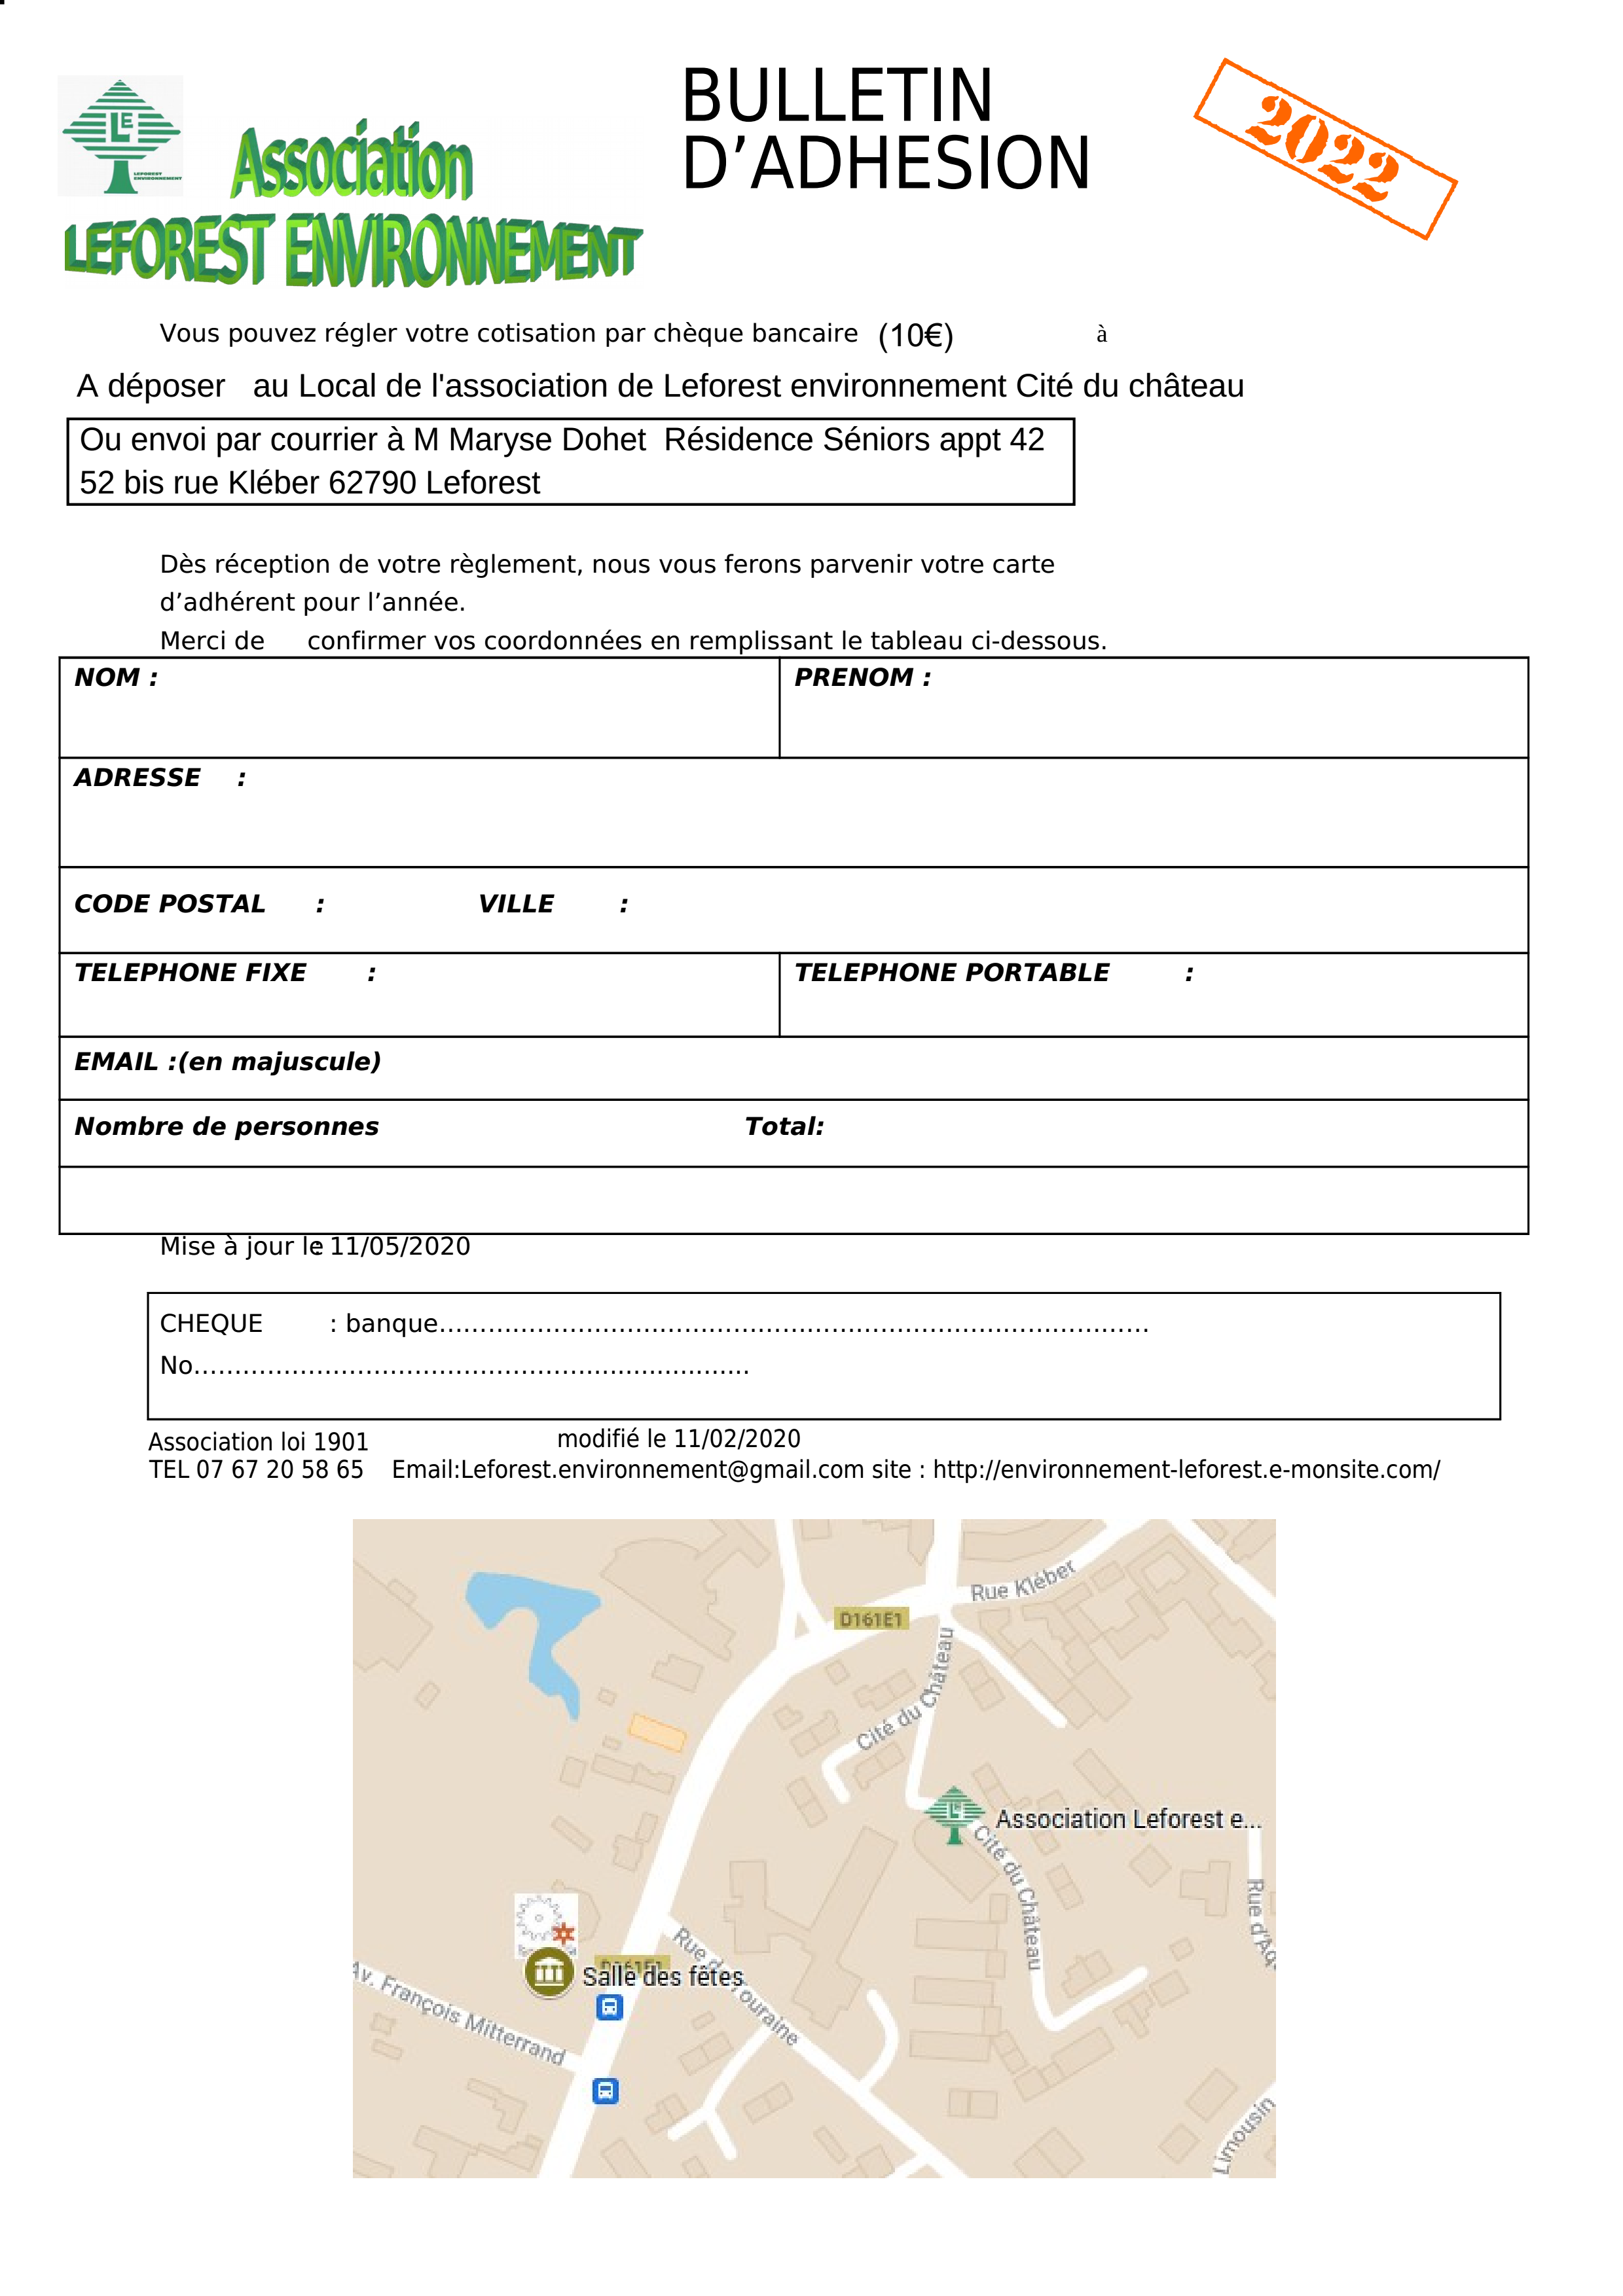 LE
LEFOREST
ENVIRONNEMENT
Association
LEFOREST ENVIRONNEMENT
BULLETIN
D’ADHESION
2022
Vous pouvez régler votre cotisation par chèque bancaire (10€) à
A déposer au Local de l'association de Leforest environnement Cité du château
Ou envoi par courrier à M Maryse Dohet Résidence Séniors appt 42
52 bis rue Kléber 62790 Leforest
Dès réception de votre règlement, nous vous ferons parvenir votre carte
d’adhérent pour l’année.
Merci de confirmer vos coordonnées en remplissant le tableau ci-dessous.
NOM : PRENOM :
ADRESSE :
CODE POSTAL : VILLE :
TELEPHONE FIXE : TELEPHONE PORTABLE :
EMAIL :(en majuscule)
Nombre de personnes Total:
Mise à jour le : 11/05/2020
CHEQUE : banque……………………………………………………………………………
No……………………………………………………………
Association loi 1901 modifié le 11/02/2020
TEL 07 67 20 58 65 Email:Leforest.environnement@gmail.com site : http://environnement-leforest.e-monsite.com/
Rue Kléber
D161E1
Cité du Château
LE
Association Leforest e...
Cité du Château
Rue d'Aq
Rue de Touraine
D161E1
Salle des fêtes
Av. François Mitterrand
Limousin